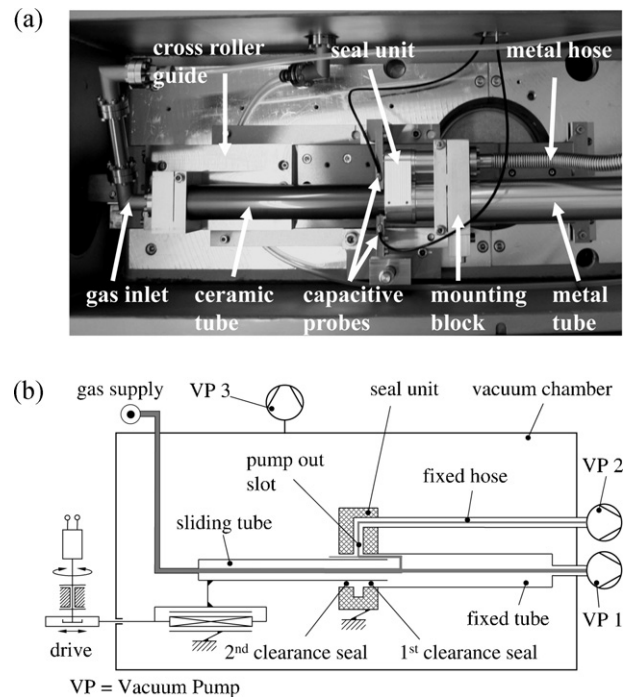 (a)
cross roller
guide
seal unit
metal hose
gas inlet
ceramic
tube
capacitive
probes
mounting
block
metal
tube
(b)
gas supply
VP 3
seal unit
vacuum chamber
pump out
slot
fixed hose
VP 2
sliding tube
VP 1
drive
2nd clearance seal
1st clearance seal
fixed tube
VP = Vacuum Pump